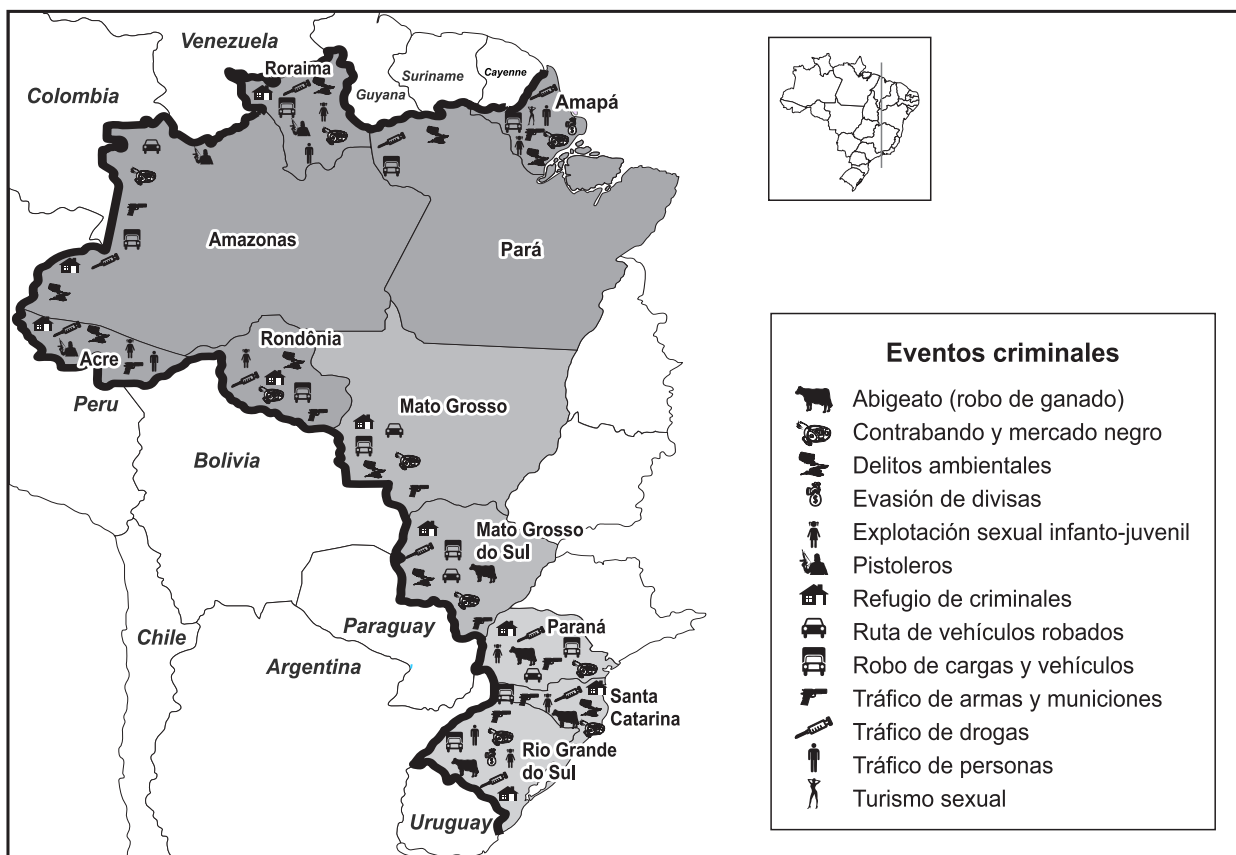 Venezuela
Colombia
Roraima
Suriname
Cayenne
Guyana
Amapá
Amazonas
Pará
Acre
Rondônia
Peru
Mato Grosso
Bolivia
Mato Grosso
do Sul
Paraguay
Paraná
Chile
Argentina
Santa
Catarina
Rio Grande
do Sul
Uruguay
Eventos criminales
Abigeato (robo de ganado)
Contrabando y mercado negro
Delitos ambientales
Evasión de divisas
Explotación sexual infanto-juvenil
Pistoleros
Refugio de criminales
Ruta de vehículos robados
Robo de cargas y vehículos
Tráfico de armas y municiones
Tráfico de drogas
Tráfico de personas
Turismo sexual